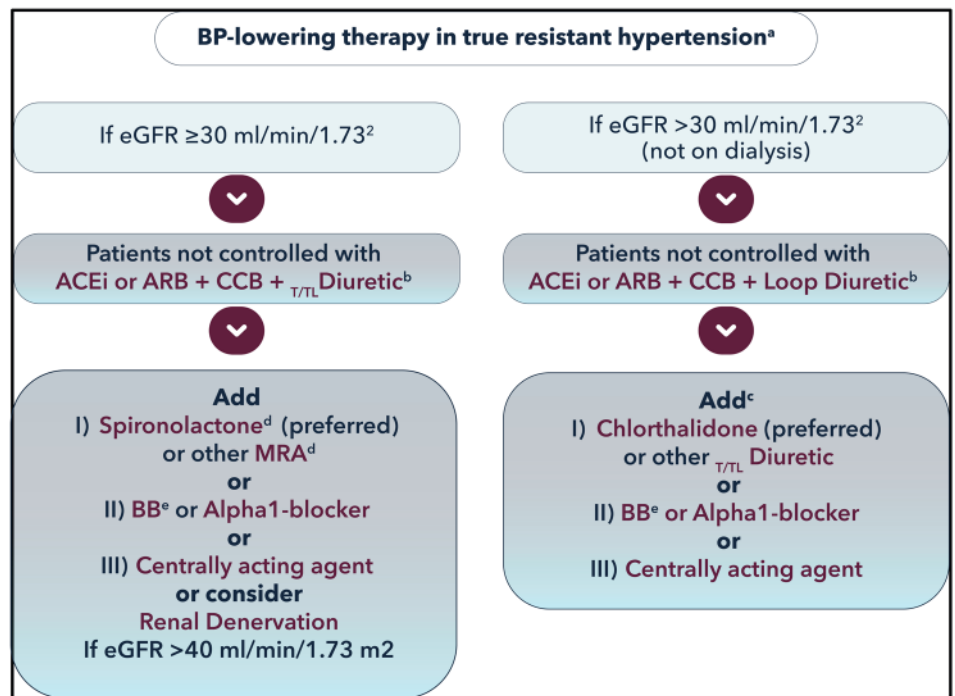 BP-lowering therapy in true resistant hypertensionᵃ
If eGFR ≥30 ml/min/1.73²
Patients not controlled with
ACEi or ARB + CCB + T/TL Diureticᵇ
Add
I) Spironolactoneᵈ (preferred)
or other MRAᵈ
or
II) BBᵉ or Alpha1-blocker
or
III) Centrally acting agent
or consider
Renal Denervation
If eGFR >40 ml/min/1.73 m2
If eGFR >30 ml/min/1.73²
(not on dialysis)
Patients not controlled with
ACEi or ARB + CCB + Loop Diureticᵇ
Addᶜ
I) Chlorthalidone (preferred)
or other T/TL Diuretic
or
II) BBᵉ or Alpha1-blocker
or
III) Centrally acting agent